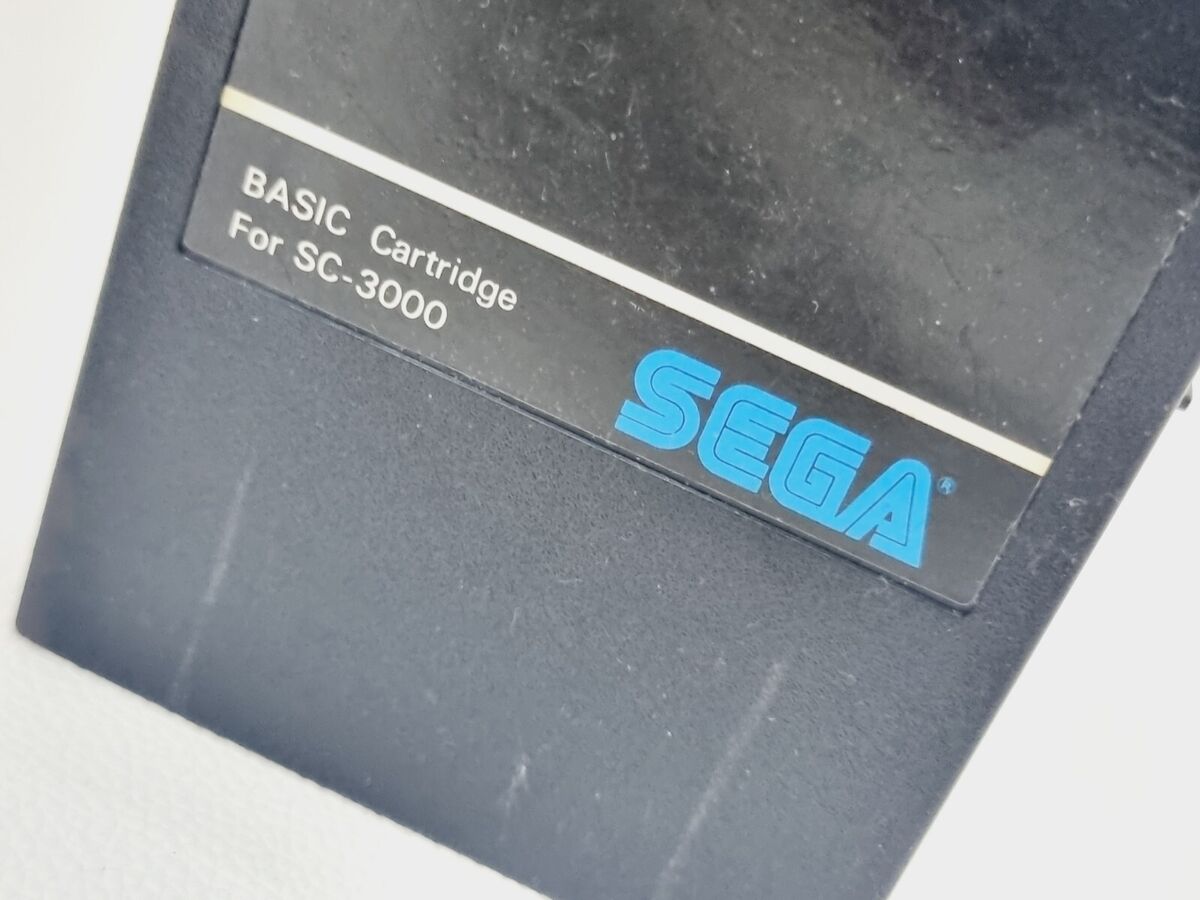 BASIC Cartridge
For SC-3000
SEGA®